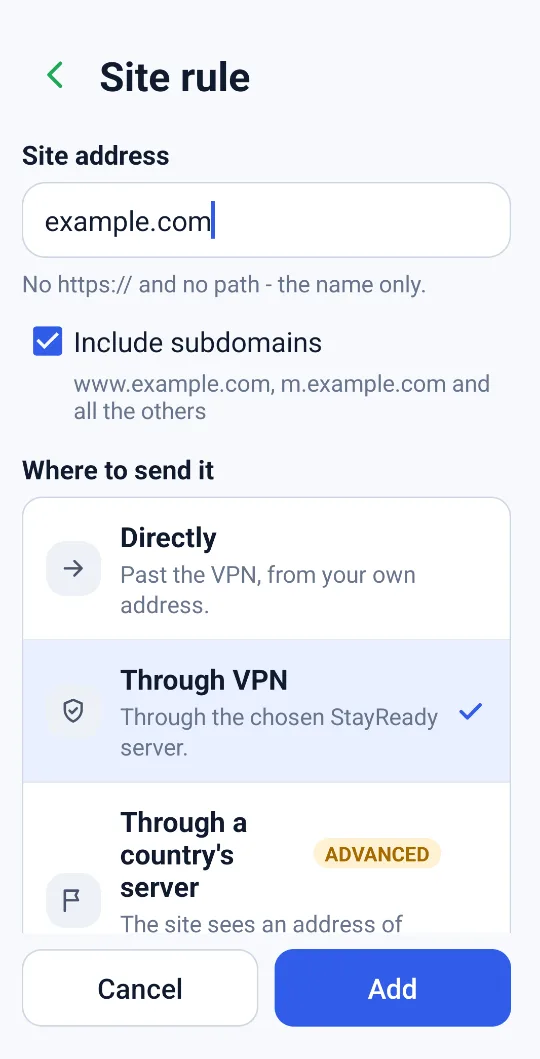 Site rule
Site address
example.com
No https:// and no path - the name only.
Include subdomains
www.example.com, m.example.com and
all the others
Where to send it
Directly
Past the VPN, from your own
address.
Through VPN
Through the chosen StayReady
server.
Through a
country's
server
ADVANCED
The site sees an address of
Cancel
Add